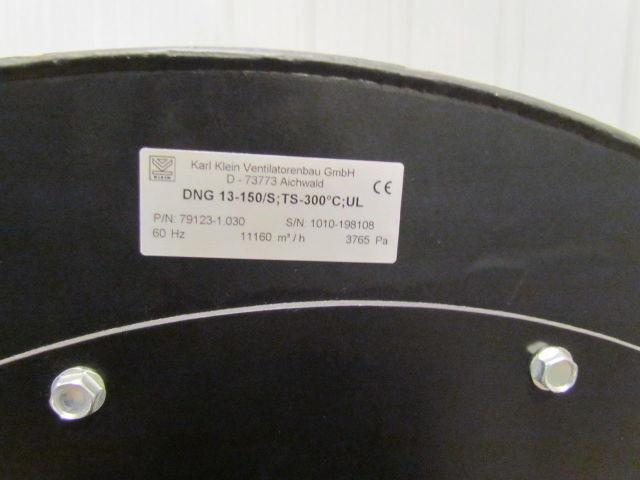 KLEIN
Karl Klein Ventilatorenbau GmbH
D - 73773 Aichwald
CE
DNG 13-150/S;TS-300°C;UL
P/N: 79123-1.030 S/N: 1010-198108
60 Hz 11160 m³/h 3765 Pa